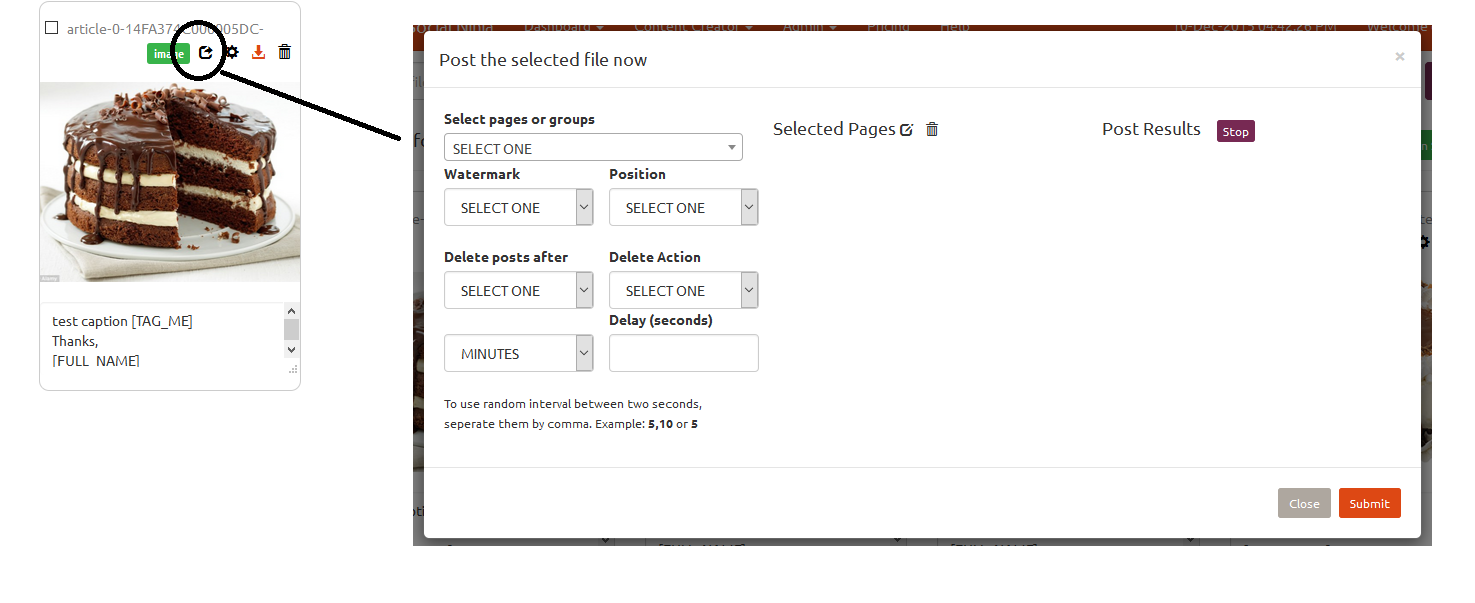 article-0-14FA374C000005DC-
image
test caption [TAG_ME]
Thanks,
[FULL_NAME]
Social Ninja Dashboard Content Creator Admin Pricing Help 10-Dec-2015 04:42:26 PM Welcome
Post the selected file now ×
Select pages or groups
SELECT ONE
Watermark Position
SELECT ONE SELECT ONE
Delete posts after Delete Action
SELECT ONE SELECT ONE
Delay (seconds)
MINUTES
To use random interval between two seconds,
seperate them by comma. Example: 5,10 or 5
Selected Pages
Post Results Stop
Close Submit